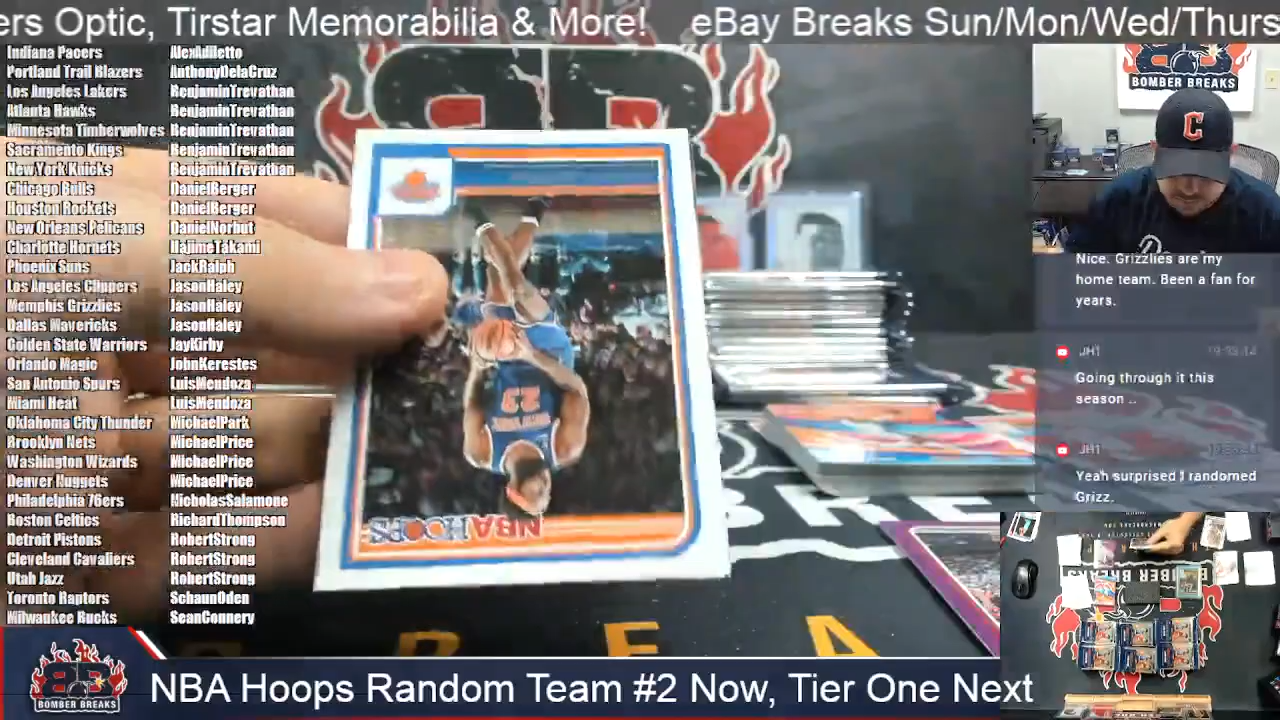 ers Optic, Tirstar Memorabilia & More!    eBay Breaks Sun/Mon/Wed/Thurs
Indiana Pacers AlexAdiletto
Portland Trail Blazers AnthonyDelaCruz
Los Angeles Lakers BenjaminTrevathan
Atlanta Hawks BenjaminTrevathan
Minnesota Timberwolves BenjaminTrevathan
Sacramento Kings BenjaminTrevathan
New York Knicks BenjaminTrevathan
Chicago Bulls DanielBerger
Houston Rockets DanielBerger
New Orleans Pelicans DanielNorhut
Charlotte Hornets HajimeTakami
Phoenix Suns JackRalph
Los Angeles Clippers JasonHaley
Memphis Grizzlies JasonHaley
Dallas Mavericks JasonHaley
Golden State Warriors JayKirby
Orlando Magic JohnKerestes
San Antonio Spurs LuisMendoza
Miami Heat LuisMendoza
Oklahoma City Thunder MichaelPark
Brooklyn Nets MichaelPrice
Washington Wizards MichaelPrice
Denver Nuggets MichaelPrice
Philadelphia 76ers NicholasSalamone
Boston Celtics RichardThompson
Detroit Pistons RobertStrong
Cleveland Cavaliers RobertStrong
Utah Jazz RobertStrong
Toronto Raptors SchaunOden
Milwaukee Bucks SeanConnery
23
NBA HOOPS
BOMBER BREAKS
C
Nice. Grizzlies are my
home team. Been a fan for
years.
JH1
Going through it this
season ..
JH1
Yeah surprised I randomed
Grizz.
BOMBER BREAKS
NBA Hoops Random Team #2 Now, Tier One Next